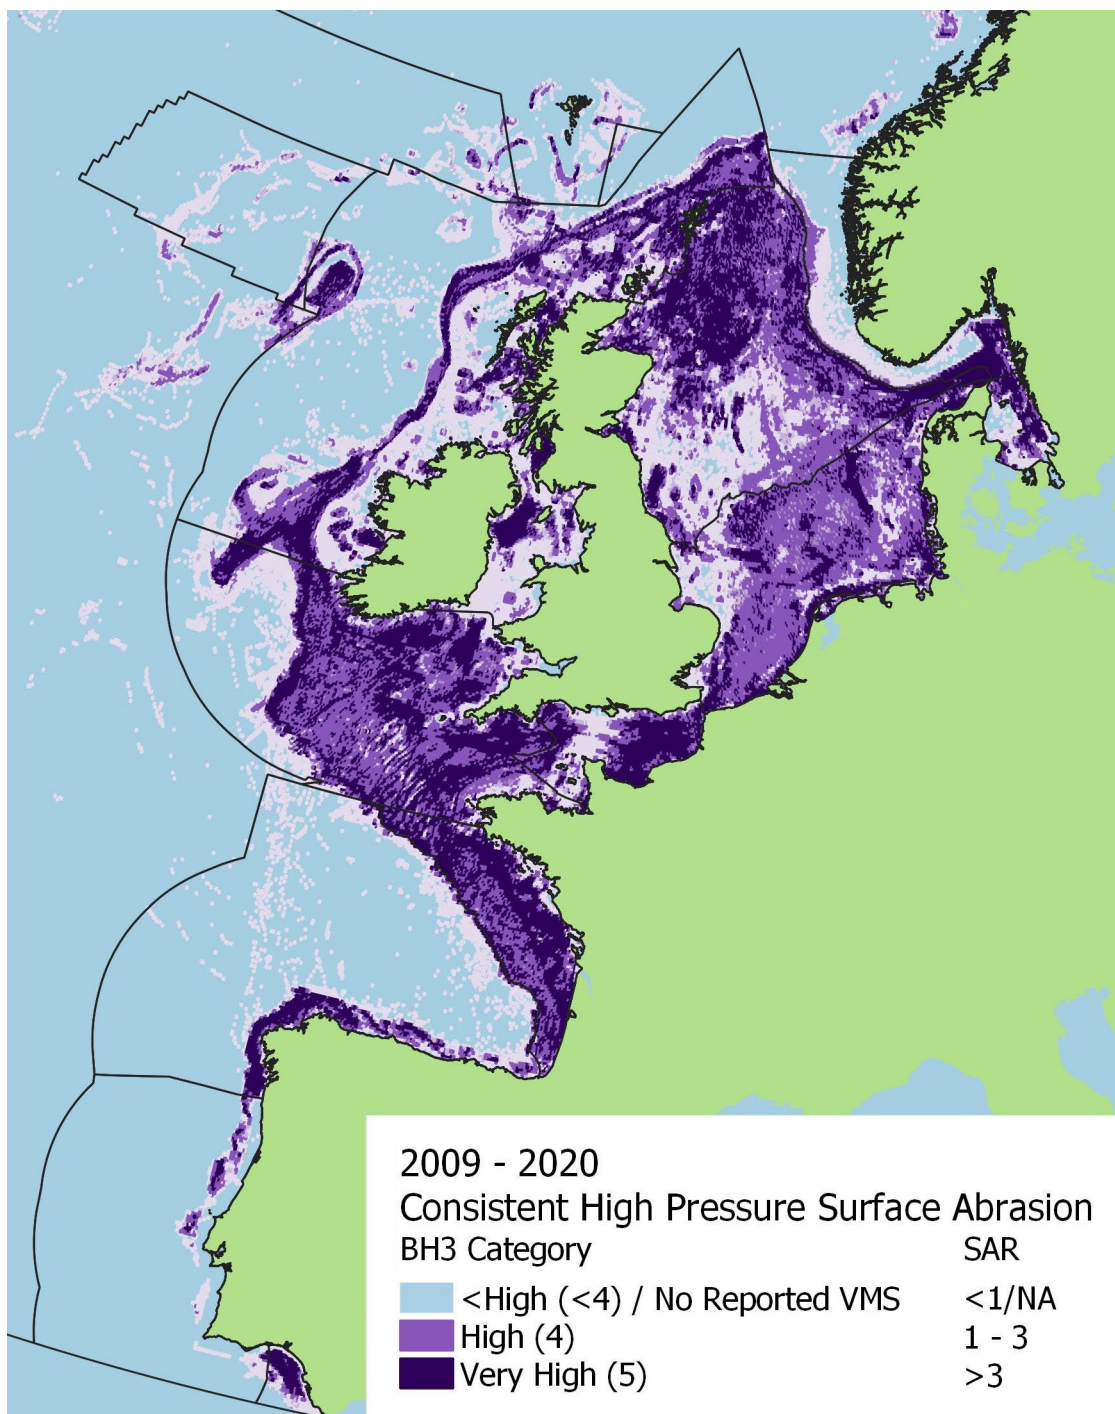 2009 - 2020
Consistent High Pressure Surface Abrasion
BH3 Category SAR
<High (<4) / No Reported VMS <1/NA
High (4) 1 - 3
Very High (5) >3